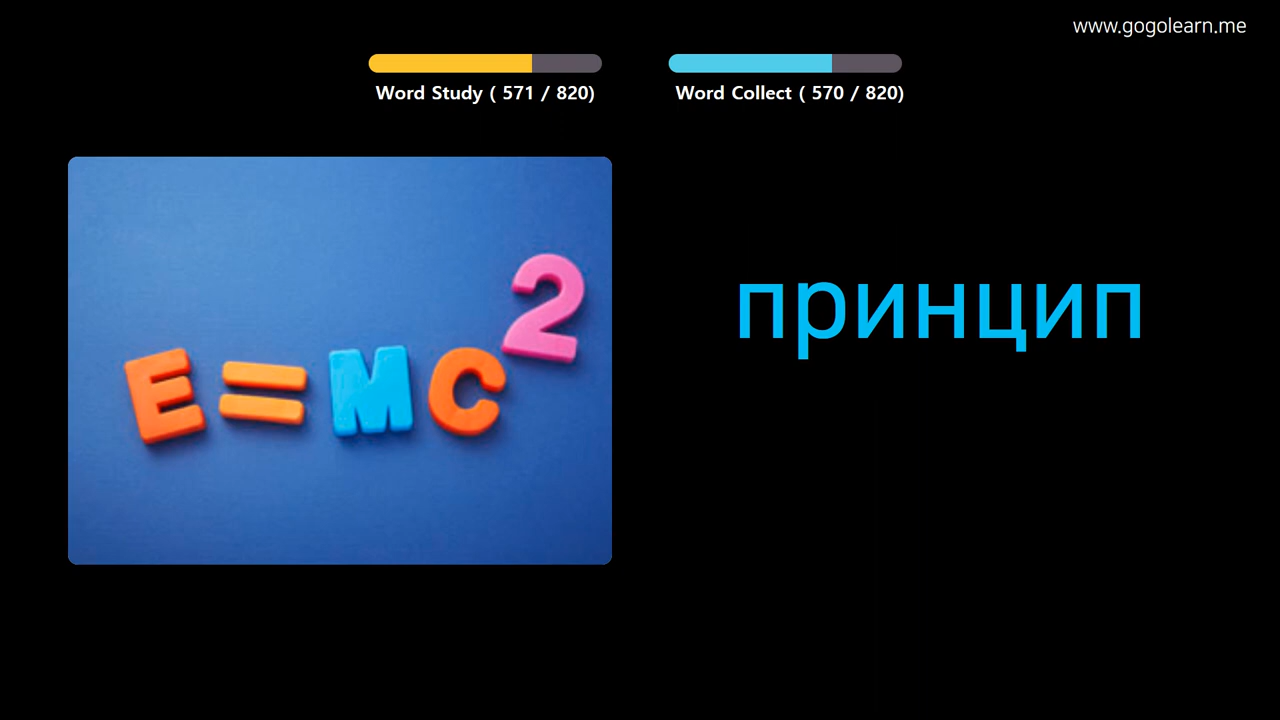 www.gogolearn.me
Word Study ( 571 / 820)
Word Collect ( 570 / 820)
E=MC²
принцип